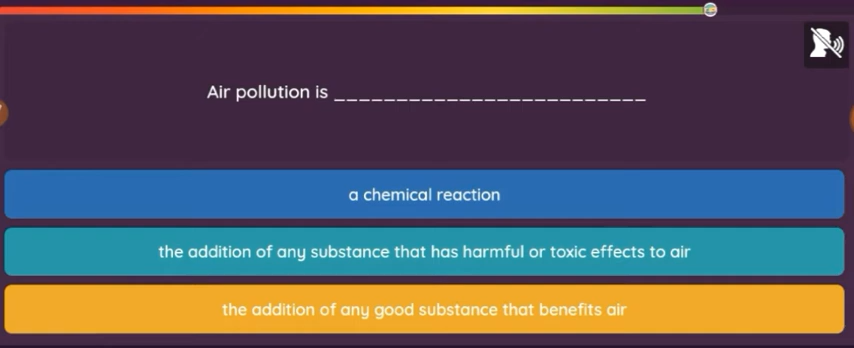 Air pollution is __________________________
a chemical reaction
the addition of any substance that has harmful or toxic effects to air
the addition of any good substance that benefits air